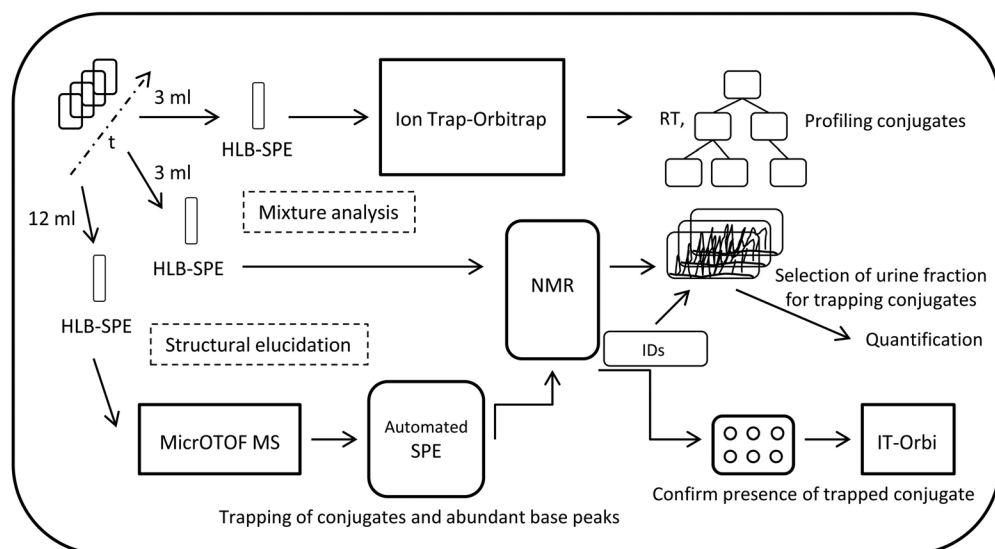 3 ml
t
HLB-SPE
Ion Trap-Orbitrap
RT,
Profiling conjugates
3 ml
12 ml
HLB-SPE
Mixture analysis
HLB-SPE
NMR
Selection of urine fraction
for trapping conjugates
Quantification
Structural elucidation
IDs
MicrOTOF MS
Automated
SPE
IT-Orbi
Trapping of conjugates and abundant base peaks
Confirm presence of trapped conjugate